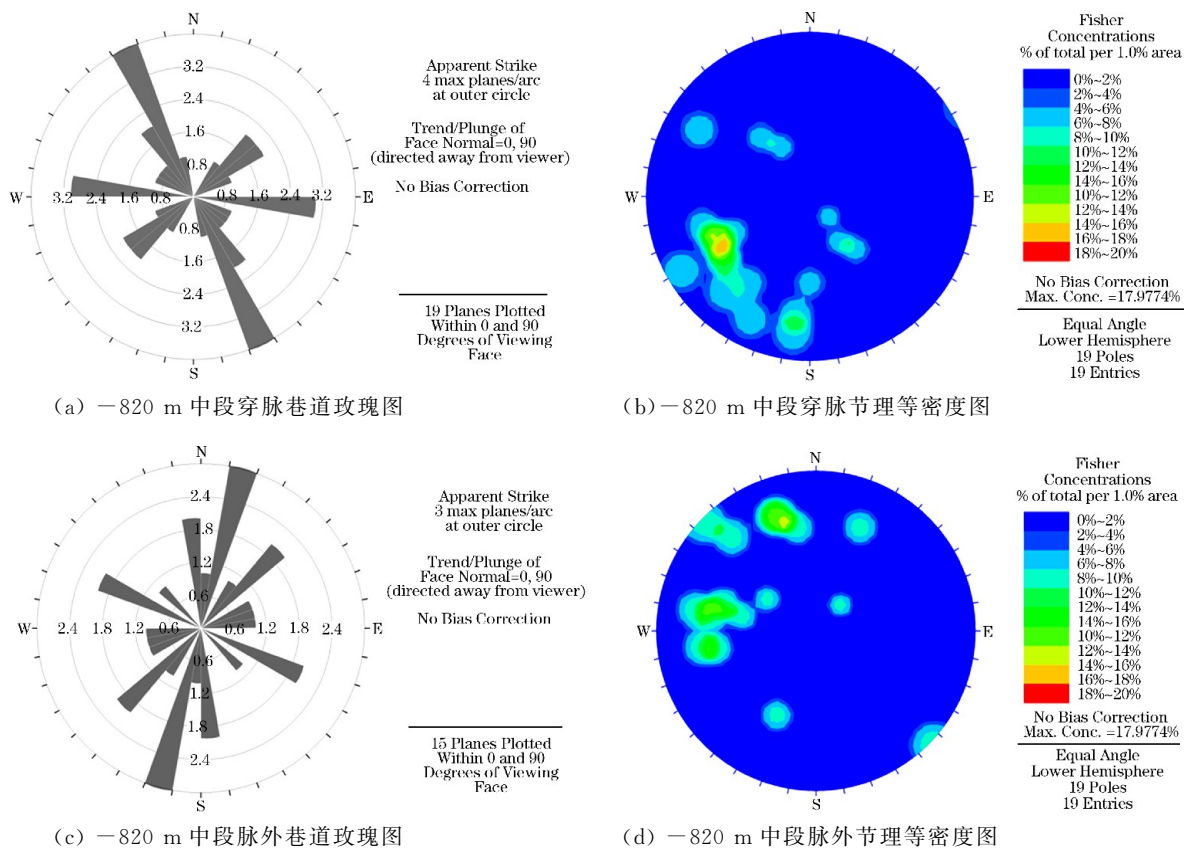 N
3.2
2.4
1.6
0.8
W
3.2 2.4 1.6 0.8
0.8 1.6 2.4 3.2
E
0.8
1.6
2.4
3.2
S
Apparent Strike
4 max planes/arc
at outer circle
Trend/Plunge of
Face Normal=0, 90
(directed away from viewer)
No Bias Correction
19 Planes Plotted
Within 0 and 90
Degrees of Viewing
Face
(a) －820 m 中段穿脉巷道玫瑰图
N
W
E
S
Fisher
Concentrations
% of total per 1.0% area
0%~2%
2%~4%
4%~6%
6%~8%
8%~10%
10%~12%
12%~14%
14%~16%
10%~12%
12%~14%
14%~16%
16%~18%
18%~20%
No Bias Correction
Max. Conc. =17.9774%
Equal Angle
Lower Hemisphere
19 Poles
19 Entries
(b) －820 m 中段穿脉节理等密度图
N
2.4
1.8
1.2
0.6
W
2.4 1.8 1.2 0.6
0.6 1.2 1.8 2.4
E
0.6
1.2
1.8
2.4
S
Apparent Strike
3 max planes/arc
at outer circle
Trend/Plunge of
Face Normal=0, 90
(directed away from viewer)
No Bias Correction
15 Planes Plotted
Within 0 and 90
Degrees of Viewing
Face
(c) －820 m 中段脉外巷道玫瑰图
N
W
E
S
Fisher
Concentrations
% of total per 1.0% area
0%~2%
2%~4%
4%~6%
6%~8%
8%~10%
10%~12%
12%~14%
14%~16%
10%~12%
12%~14%
14%~16%
16%~18%
18%~20%
No Bias Correction
Max. Conc. =17.9774%
Equal Angle
Lower Hemisphere
19 Poles
19 Entries
(d) －820 m 中段脉外节理等密度图